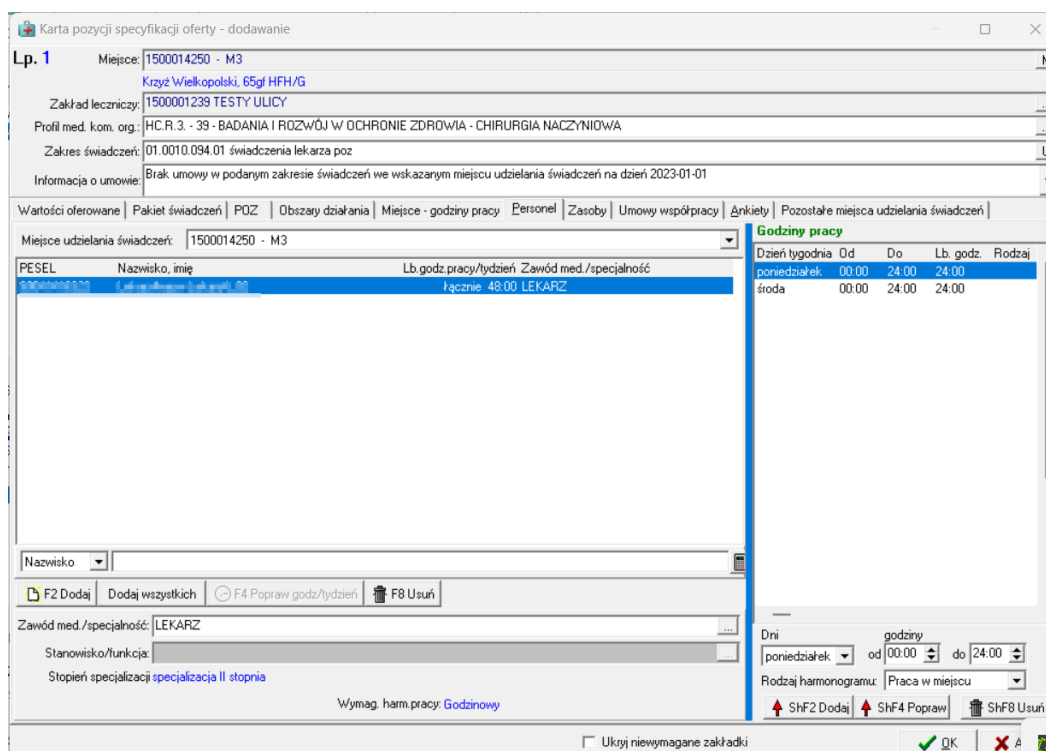 Karta pozycji specyfikacji oferty - dodawanie
Lp. 1 Miejsce: 1500014250 - M3
Krzyż Wielkopolski, 65gf HFH/G
Zakład leczniczy: 1500001239 TESTY ULICY ...
Profil med. kom. org.: HC.R.3. - 39 - BADANIA I ROZWÓJ W OCHRONIE ZDROWIA - CHIRURGIA NACZYNIOWA ...
Zakres świadczeń: 01.0010.094.01 świadczenia lekarza poz
Informacja o umowie: Brak umowy w podanym zakresie świadczeń we wskazanym miejscu udzielania świadczeń na dzień 2023-01-01
Wartości oferowane Pakiet świadczeń POZ Obszary działania Miejsce - godziny pracy Personel Zasoby Umowy współpracy Ankiety Pozostałe miejsca udzielania świadczeń
Miejsce udzielania świadczeń: 1500014250 - M3
PESEL Nazwisko, imię Lb.godz.pracy/tydzień Zawód med./specjalność
łącznie 48:00 LEKARZ
Nazwisko
F2 Dodaj Dodaj wszystkich F4 Popraw godz/tydzień F8 Usuń
Zawód med./specjalność: LEKARZ ...
Stanowisko/funkcja: ...
Stopień specjalizacji specjalizacja II stopnia
Wymag. harm.pracy: Godzinowy
Godziny pracy
Dzień tygodnia Od Do Lb. godz. Rodzaj
poniedziałek 00:00 24:00 24:00
środa 00:00 24:00 24:00
Dni godziny
poniedziałek od 00:00 do 24:00
Rodzaj harmonogramu: Praca w miejscu
ShF2 Dodaj ShF4 Popraw ShF8 Usuń
Ukryj niewymagane zakładki OK A